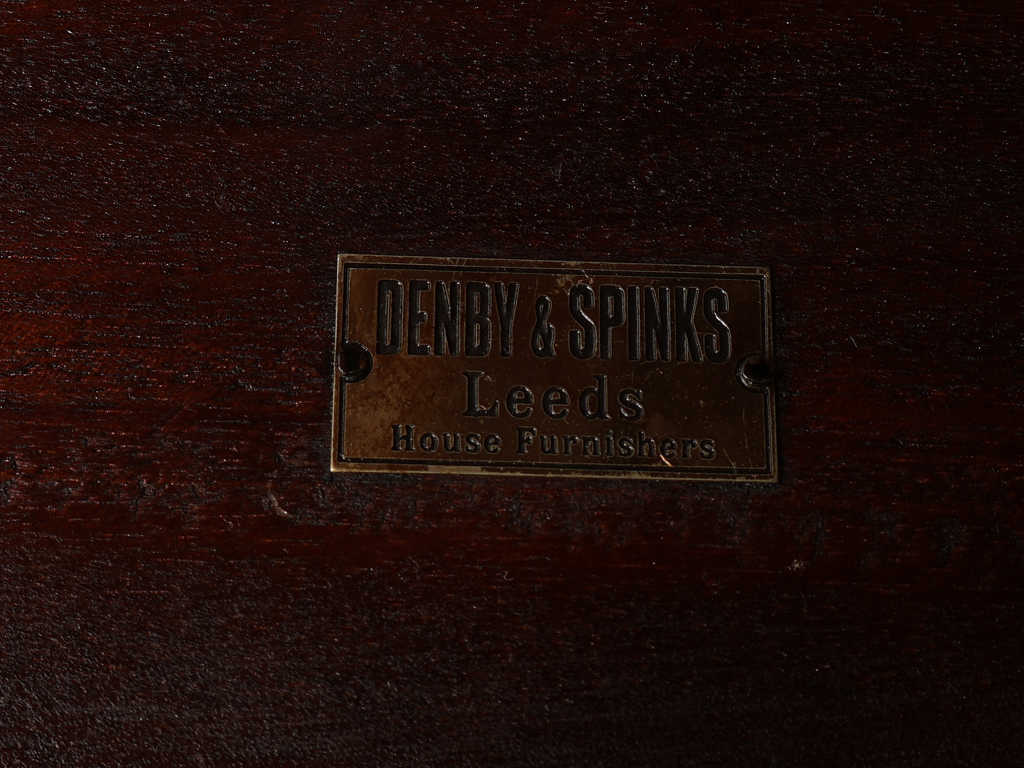 DENBY & SPINKS
Leeds
House Furnishers